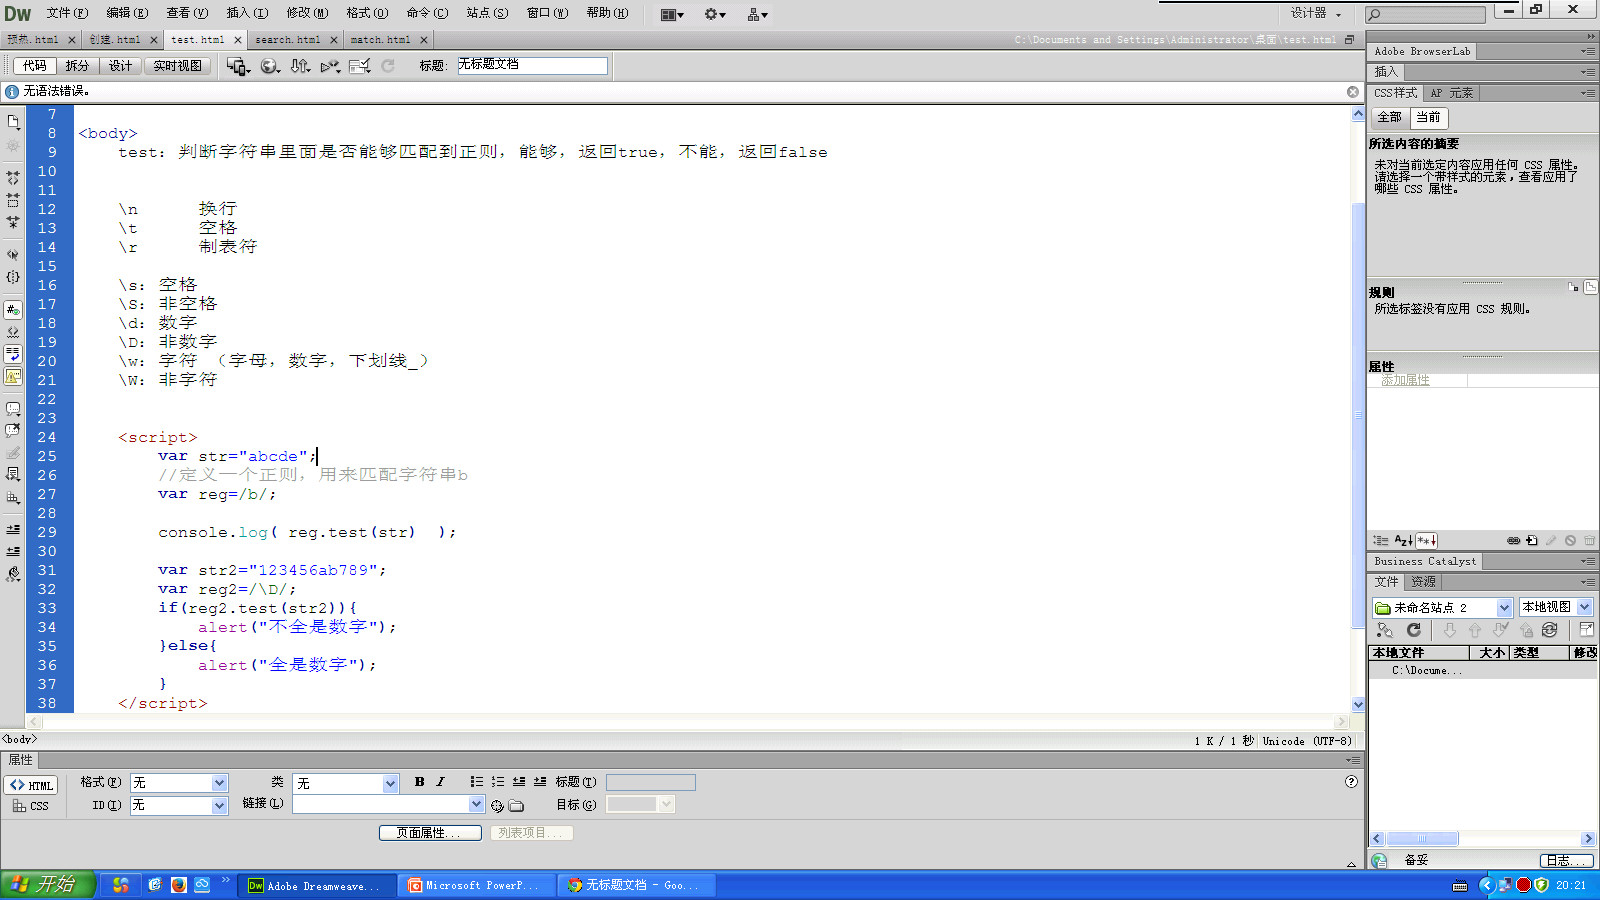 Dw 文件(F) 编辑(E) 查看(V) 插入(I) 修改(M) 格式(O) 命令(C) 站点(S) 窗口(W) 帮助(H) 设计器
预热.html 创建.html test.html search.html match.html C:\Documents and Settings\Administrator\桌面\test.html
代码 拆分 设计 实时视图 标题: 无标题文档
无语法错误。
7
8 <body>
9 test: 判断字符串里面是否能够匹配到正则, 能够, 返回true, 不能, 返回false
10
11
12 \n 换行
13 \t 空格
14 \r 制表符
15
16 \s: 空格
17 \S: 非空格
18 \d: 数字
19 \D: 非数字
20 \w: 字符 （字母, 数字, 下划线_）
21 \W: 非字符
22
23
24 <script>
25 var str="abcde";
26 //定义一个正则, 用来匹配字符串b
27 var reg=/b/;
28
29 console.log( reg.test(str) );
30
31 var str2="123456ab789";
32 var reg2=/\D/;
33 if(reg2.test(str2)){
34 alert("不全是数字");
35 }else{
36 alert("全是数字");
37 }
38 </script>
<body> 1 K / 1 秒 Unicode (UTF-8)
属性
<> HTML 格式(F) 无 类 无 B I 标题(T)
CSS ID(I) 无 链接(L) 目标(G)
页面属性... 列表项目...
Adobe BrowserLab
插入
CSS样式 AP 元素
全部 当前
所选内容的摘要
未对当前选定内容应用任何 CSS 属性。
请选择一个带样式的元素,查看应用了
哪些 CSS 属性。
规则
所选标签没有应用 CSS 规则。
属性
添加属性
Business Catalyst
文件 资源
未命名站点 2 本地视图
本地文件 大小 类型 修改
C:\Docume...
备妥 日志...
开始 Adobe Dreamweave... Microsoft PowerP... 无标题文档 - Goo... 20:21